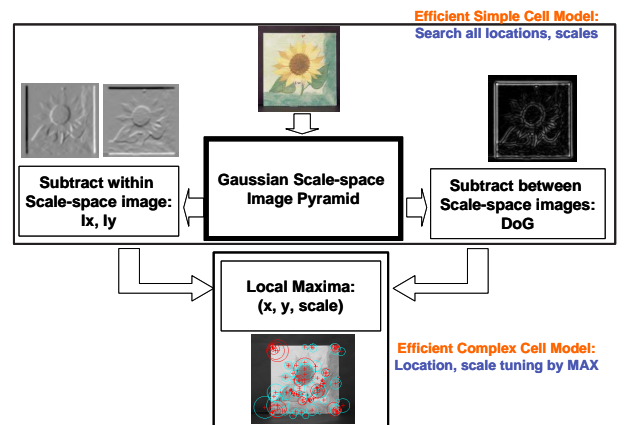 Efficient Simple Cell Model:
Search all locations, scales
Subtract within
Scale-space image:
Ix, Iy
Gaussian Scale-space
Image Pyramid
Subtract between
Scale-space images:
DoG
Local Maxima:
(x, y, scale)
Efficient Complex Cell Model:
Location, scale tuning by MAX